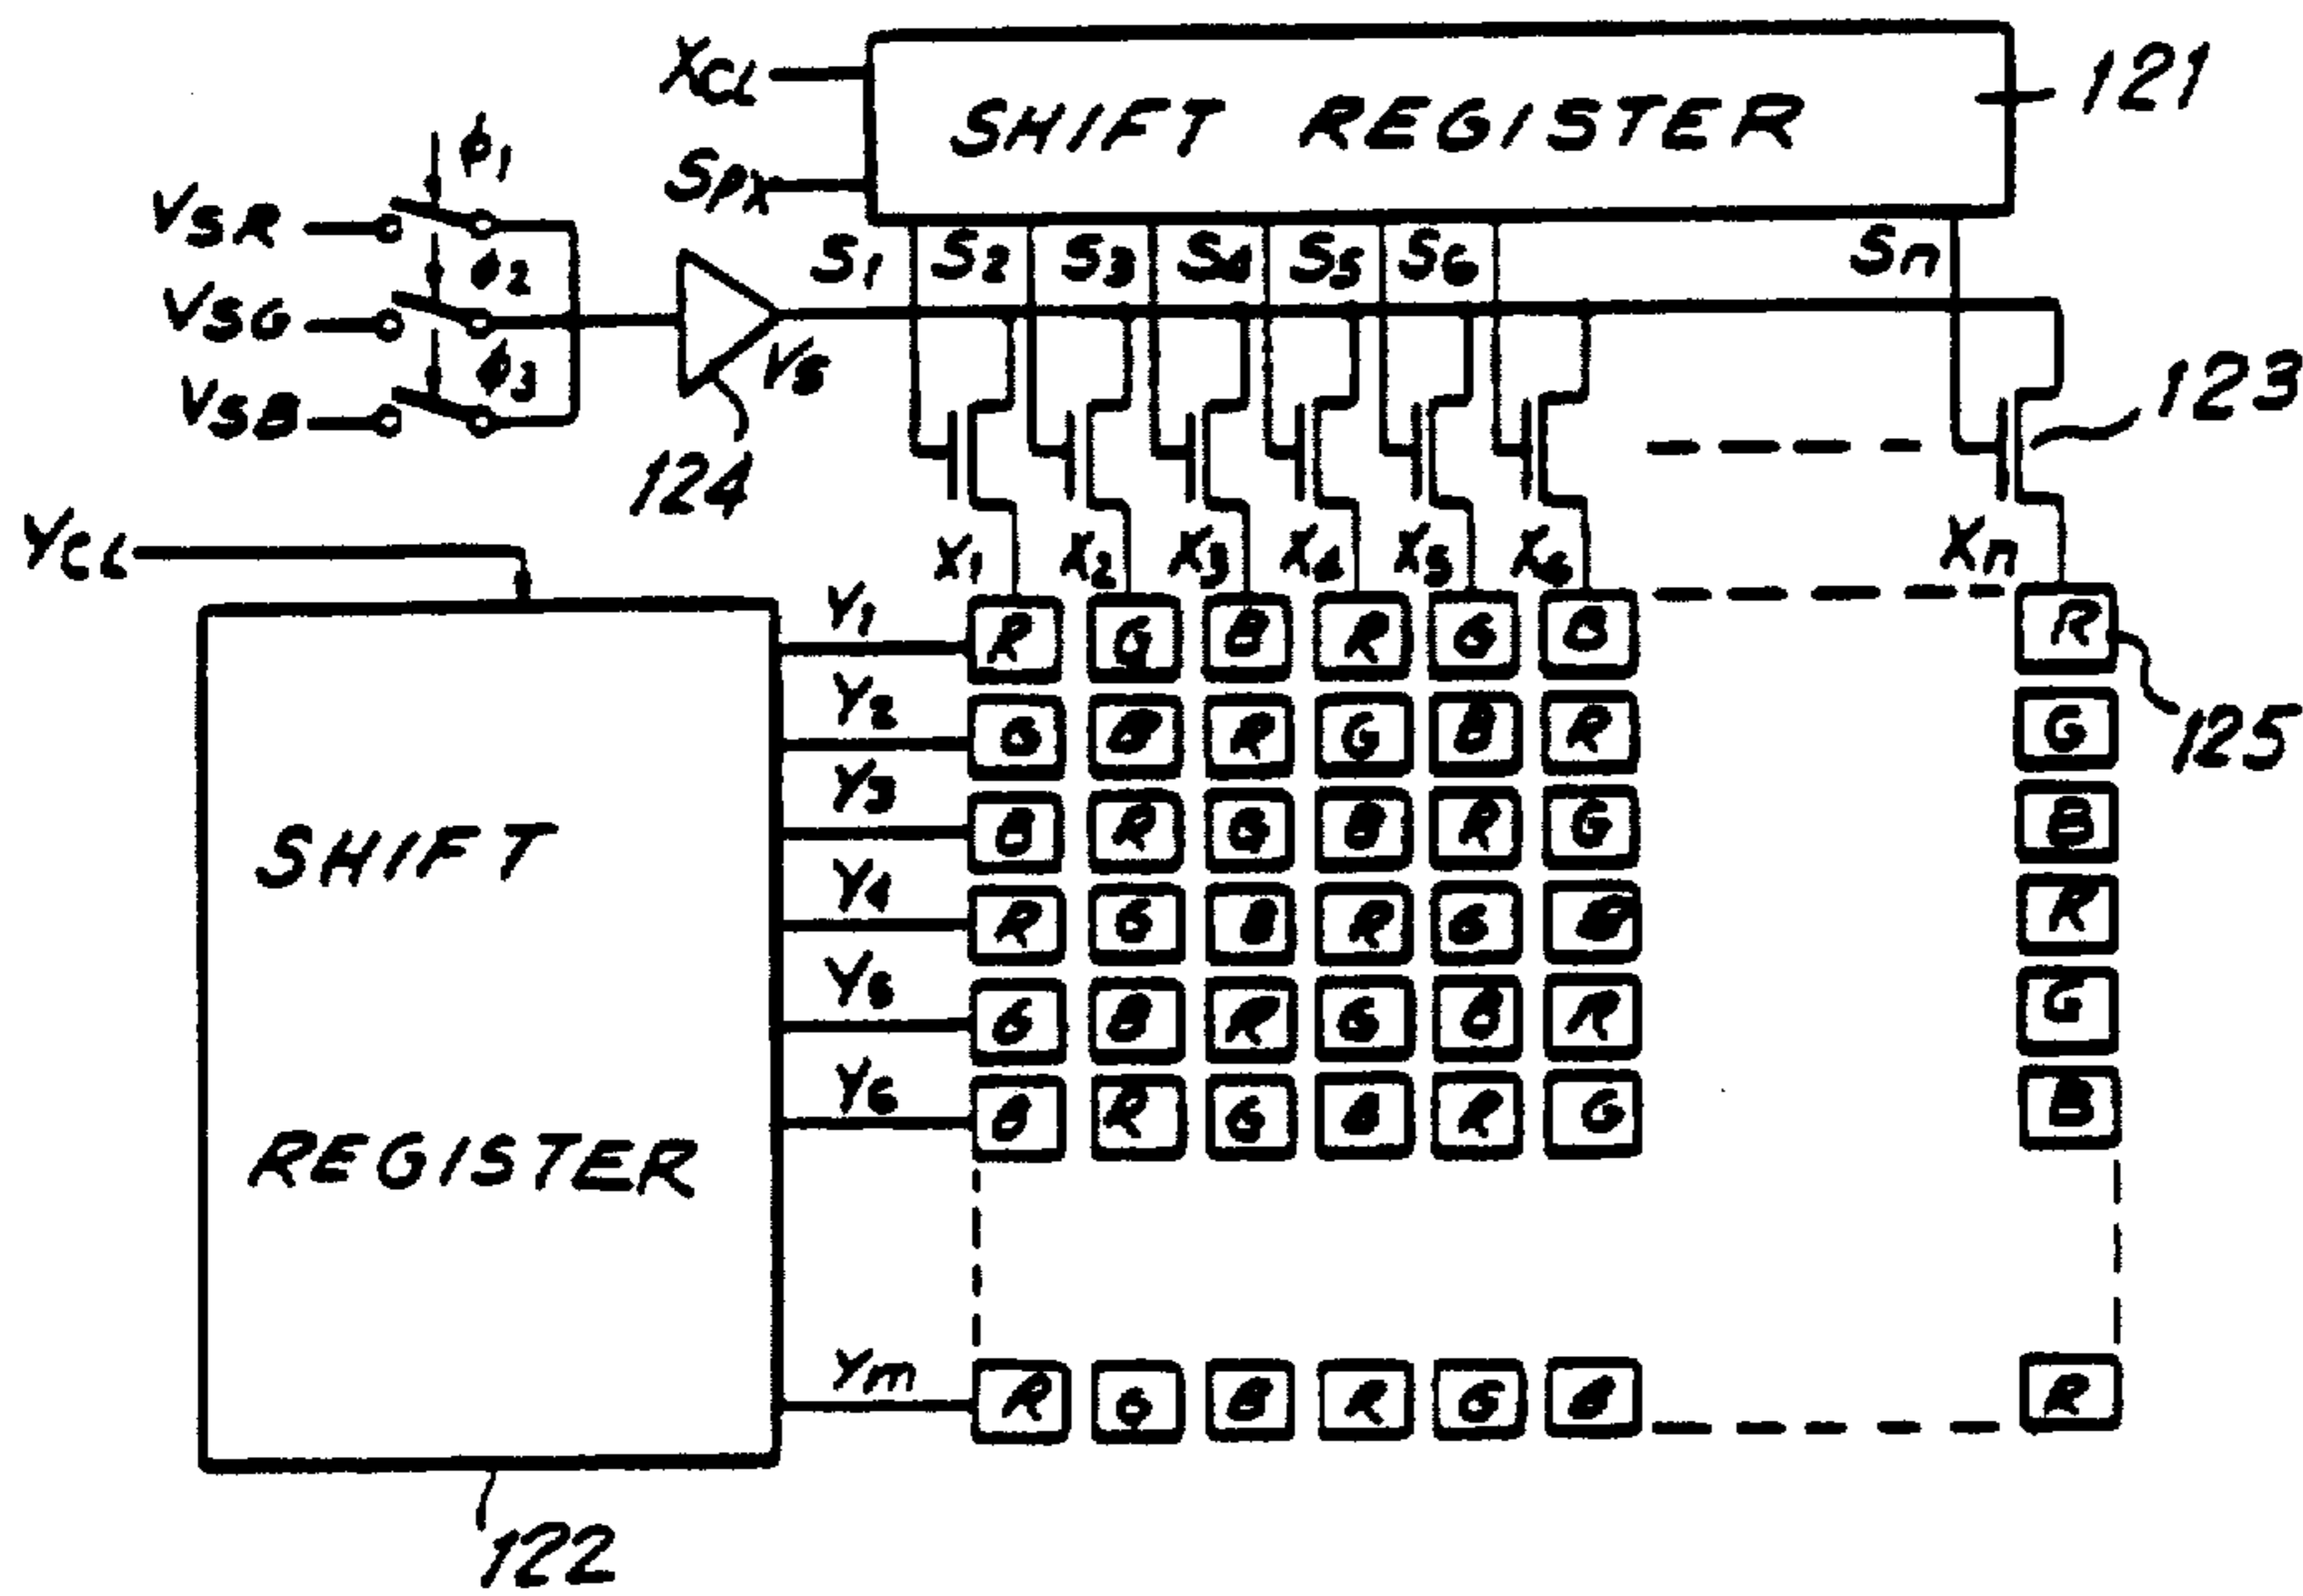 XCL
SHIFT REGISTER
121
SPX
φ1
VSR
φ2
VSG
φ3
VSB
VS
124
S1 S2 S3 S4 S5 S6 Sn
123
YCL
X1 X2 X3 X4 X5 X6 Xn
Y1 R G B R G B R
125
Y2 G B R G B R G
Y3 B R G B R G B
Y4 R G B R G B R
Y5 G B R G B R G
Y6 B R G B R G B
SHIFT
REGISTER
Ym R G B R G B R
122